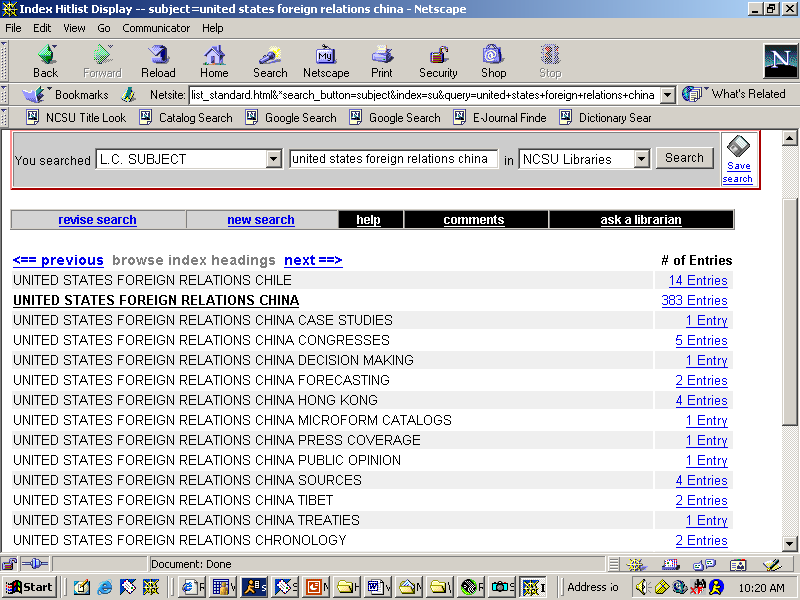 Index Hitlist Display -- subject=united states foreign relations china - Netscape
File Edit View Go Communicator Help
Back Forward Reload Home Search Netscape Print Security Shop Stop
My
N
Bookmarks Netsite: list_standard.html&*search_button=subject&index=su&query=united+states+foreign+relations+china What's Related
NCSU Title Look Catalog Search Google Search Google Search E-Journal Finde Dictionary Sear
You searched L.C. SUBJECT united states foreign relations china in NCSU Libraries Search Save search
revise search new search help comments ask a librarian
<== previous browse index headings next ==> # of Entries
UNITED STATES FOREIGN RELATIONS CHILE 14 Entries
UNITED STATES FOREIGN RELATIONS CHINA 383 Entries
UNITED STATES FOREIGN RELATIONS CHINA CASE STUDIES 1 Entry
UNITED STATES FOREIGN RELATIONS CHINA CONGRESSES 5 Entries
UNITED STATES FOREIGN RELATIONS CHINA DECISION MAKING 1 Entry
UNITED STATES FOREIGN RELATIONS CHINA FORECASTING 2 Entries
UNITED STATES FOREIGN RELATIONS CHINA HONG KONG 4 Entries
UNITED STATES FOREIGN RELATIONS CHINA MICROFORM CATALOGS 1 Entry
UNITED STATES FOREIGN RELATIONS CHINA PRESS COVERAGE 1 Entry
UNITED STATES FOREIGN RELATIONS CHINA PUBLIC OPINION 1 Entry
UNITED STATES FOREIGN RELATIONS CHINA SOURCES 4 Entries
UNITED STATES FOREIGN RELATIONS CHINA TIBET 2 Entries
UNITED STATES FOREIGN RELATIONS CHINA TREATIES 1 Entry
UNITED STATES FOREIGN RELATIONS CHRONOLOGY 2 Entries
Document: Done
Start Address 10:20 AM